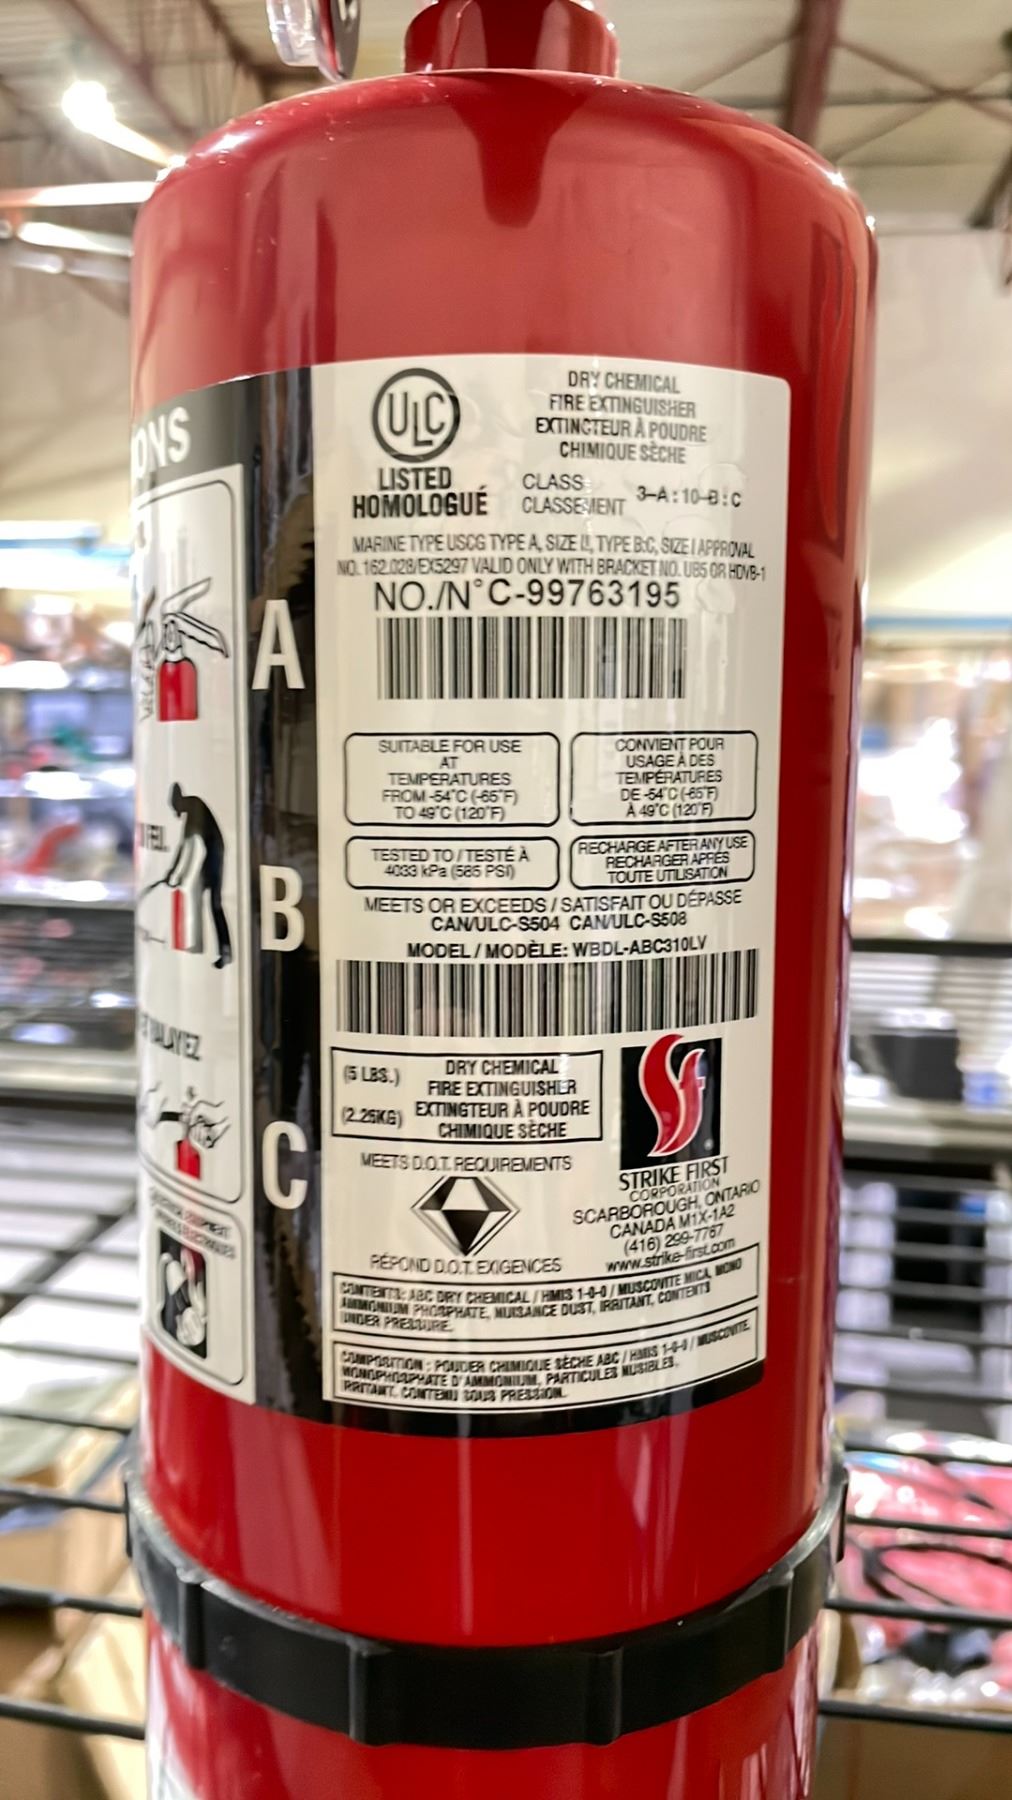 ONS
A
B
C
ULC
LISTED
HOMOLOGUÉ
DRY CHEMICAL
FIRE EXTINGUISHER
EXTINCTEUR À POUDRE
CHIMIQUE SÈCHE
CLASS
CLASSEMENT
3-A:10-B:C
MARINE TYPE USCG TYPE A, SIZE II, TYPE B:C, SIZE I APPROVAL
NO. 162.028/EX5297 VALID ONLY WITH BRACKET NO. UB5 OR HDVB-1
NO./N° C-99763195
SUITABLE FOR USE
AT
TEMPERATURES
FROM -54°C (-65°F)
TO 49°C (120°F)
CONVIENT POUR
USAGE À DES
TEMPÉRATURES
DE -54°C (-65°F)
À 49°C (120°F)
TESTED TO / TESTÉ À
4033 kPa (585 PSI)
RECHARGE AFTER ANY USE
RECHARGER APRÈS
TOUTE UTILISATION
MEETS OR EXCEEDS / SATISFAIT OU DÉPASSE
CAN/ULC-S504 CAN/ULC-S508
MODEL / MODÈLE: WBDL-ABC310LV
(5 LBS.)
(2.26KG)
DRY CHEMICAL
FIRE EXTINGUISHER
EXTINGTEUR À POUDRE
CHIMIQUE SÈCHE
MEETS D.O.T. REQUIREMENTS
RÉPOND D.O.T. EXIGENCES
STRIKE FIRST
CORPORATION
SCARBOROUGH, ONTARIO
CANADA M1X-1A2
(416) 299-7767
www.strike-first.com
CONTENTS: ABC DRY CHEMICAL / HMIS 1-0-0 / MUSCOVITE MICA, MONO
AMMONIUM PHOSPHATE, NUISANCE DUST, IRRITANT, CONTENTS
UNDER PRESSURE.
COMPOSITION : POUDER CHIMIQUE SÈCHE ABC / HMIS 1-0-0 / MUSCOVITE,
MONOPHOSPHATE D'AMMONIUM, PARTICULES NUSIBLES,
IRRITANT, CONTENU SOUS PRESSION.